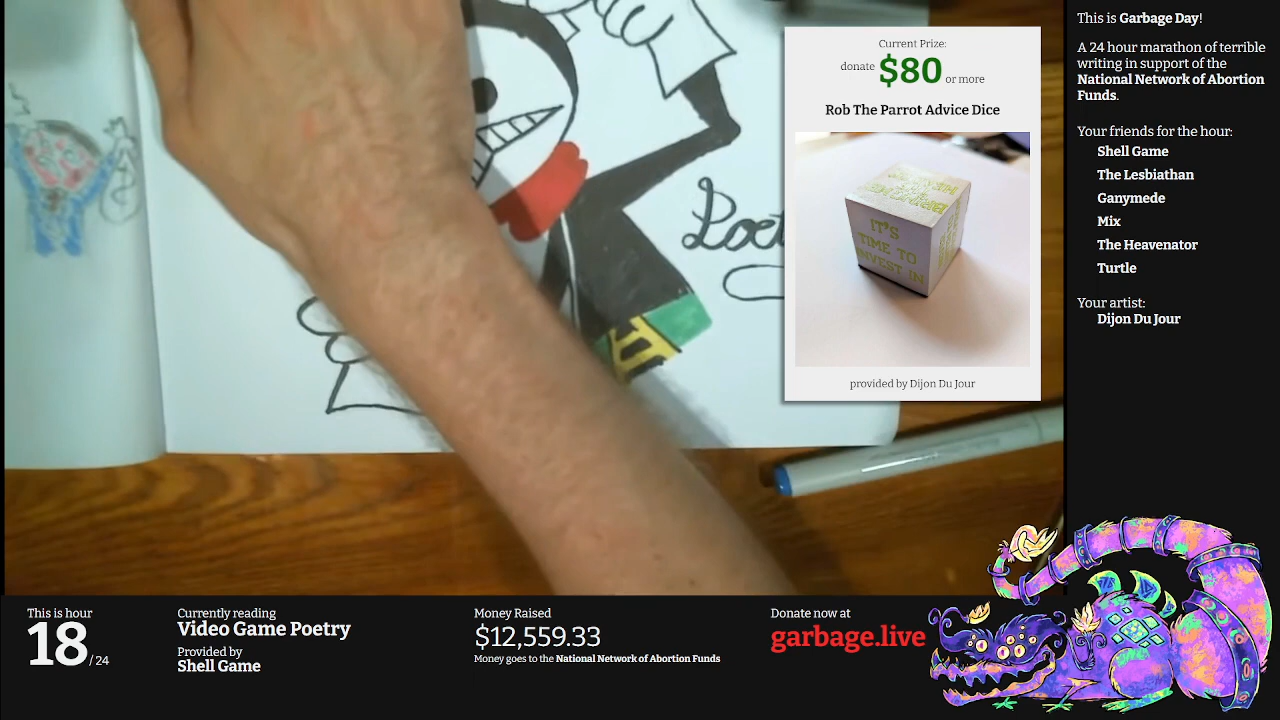 This is Garbage Day!
A 24 hour marathon of terrible
writing in support of the
National Network of Abortion
Funds.
Your friends for the hour:
Shell Game
The Lesbiathan
Ganymede
Mix
The Heavenator
Turtle
Your artist:
Dijon Du Jour
Current Prize:
donate $80 or more
Rob The Parrot Advice Dice
IT'S
TIME TO
INVEST IN
provided by Dijon Du Jour
This is hour
18 / 24
Currently reading
Video Game Poetry
Provided by
Shell Game
Money Raised
$12,559.33
Money goes to the National Network of Abortion Funds
Donate now at
garbage.live